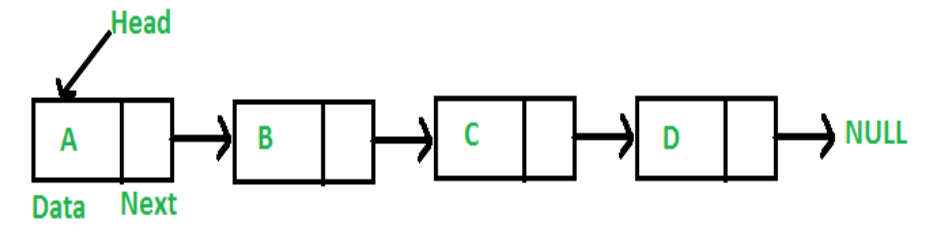 Head
A B C D NULL
Data Next